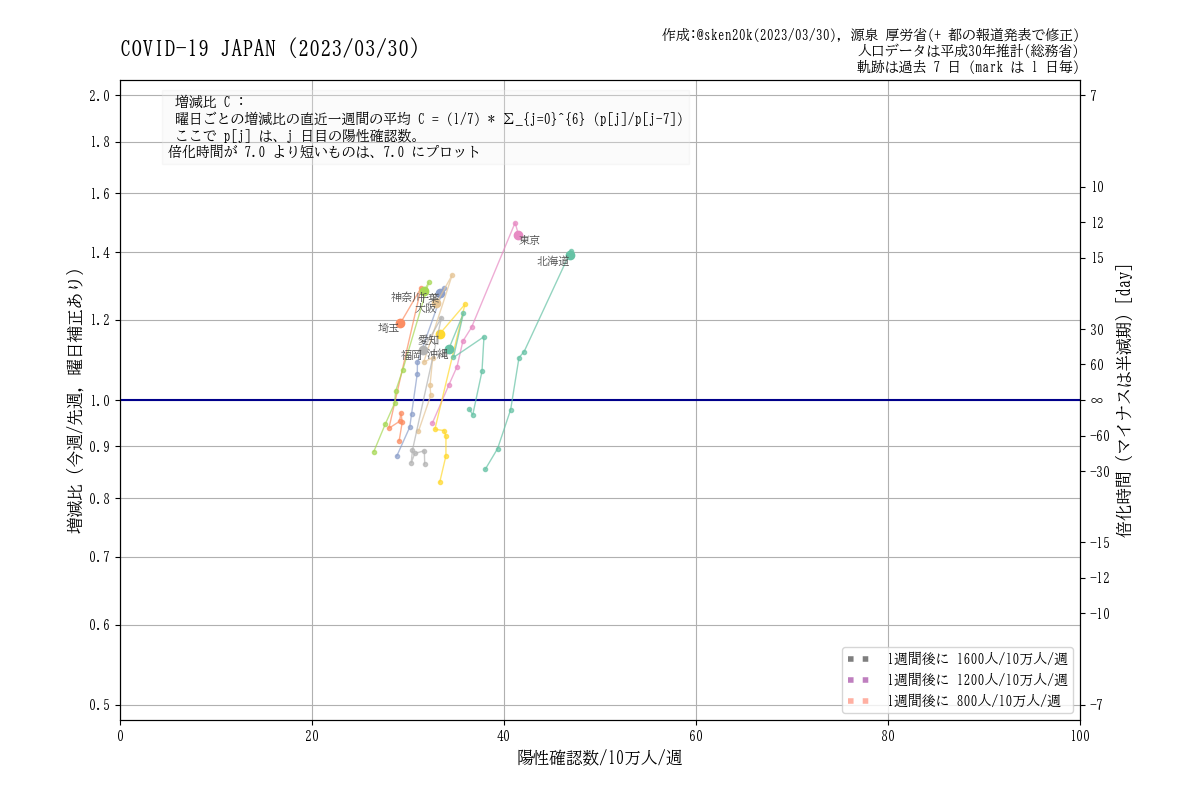 COVID-19 JAPAN (2023/03/30)
作成:@sken20k(2023/03/30), 源泉 厚労省(+ 都の報道発表で修正)
人口データは平成30年推計(総務省)
軌跡は過去 7 日 (mark は 1 日毎)
増減比 C :
曜日ごとの増減比の直近一週間の平均 C = (1/7) * Σ_{j=0}^{6} (p[j]/p[j-7])
ここで p[j] は、j 日目の陽性確認数。
倍化時間が 7.0 より短いものは、7.0 にプロット
増減比 (今週/先週, 曜日補正あり)
2.0
1.8
1.6
1.4
1.2
1.0
0.9
0.8
0.7
0.6
0.5
東京
北海道
神奈川
千葉
大阪
埼玉
愛知
福岡
沖縄
7
10
12
15
30
60
∞
-60
-30
-15
-12
-10
-7
倍化時間 (マイナスは半減期) [day]
1週間後に 1600人/10万人/週
1週間後に 1200人/10万人/週
1週間後に 800人/10万人/週
0
20
40
60
80
100
陽性確認数/10万人/週